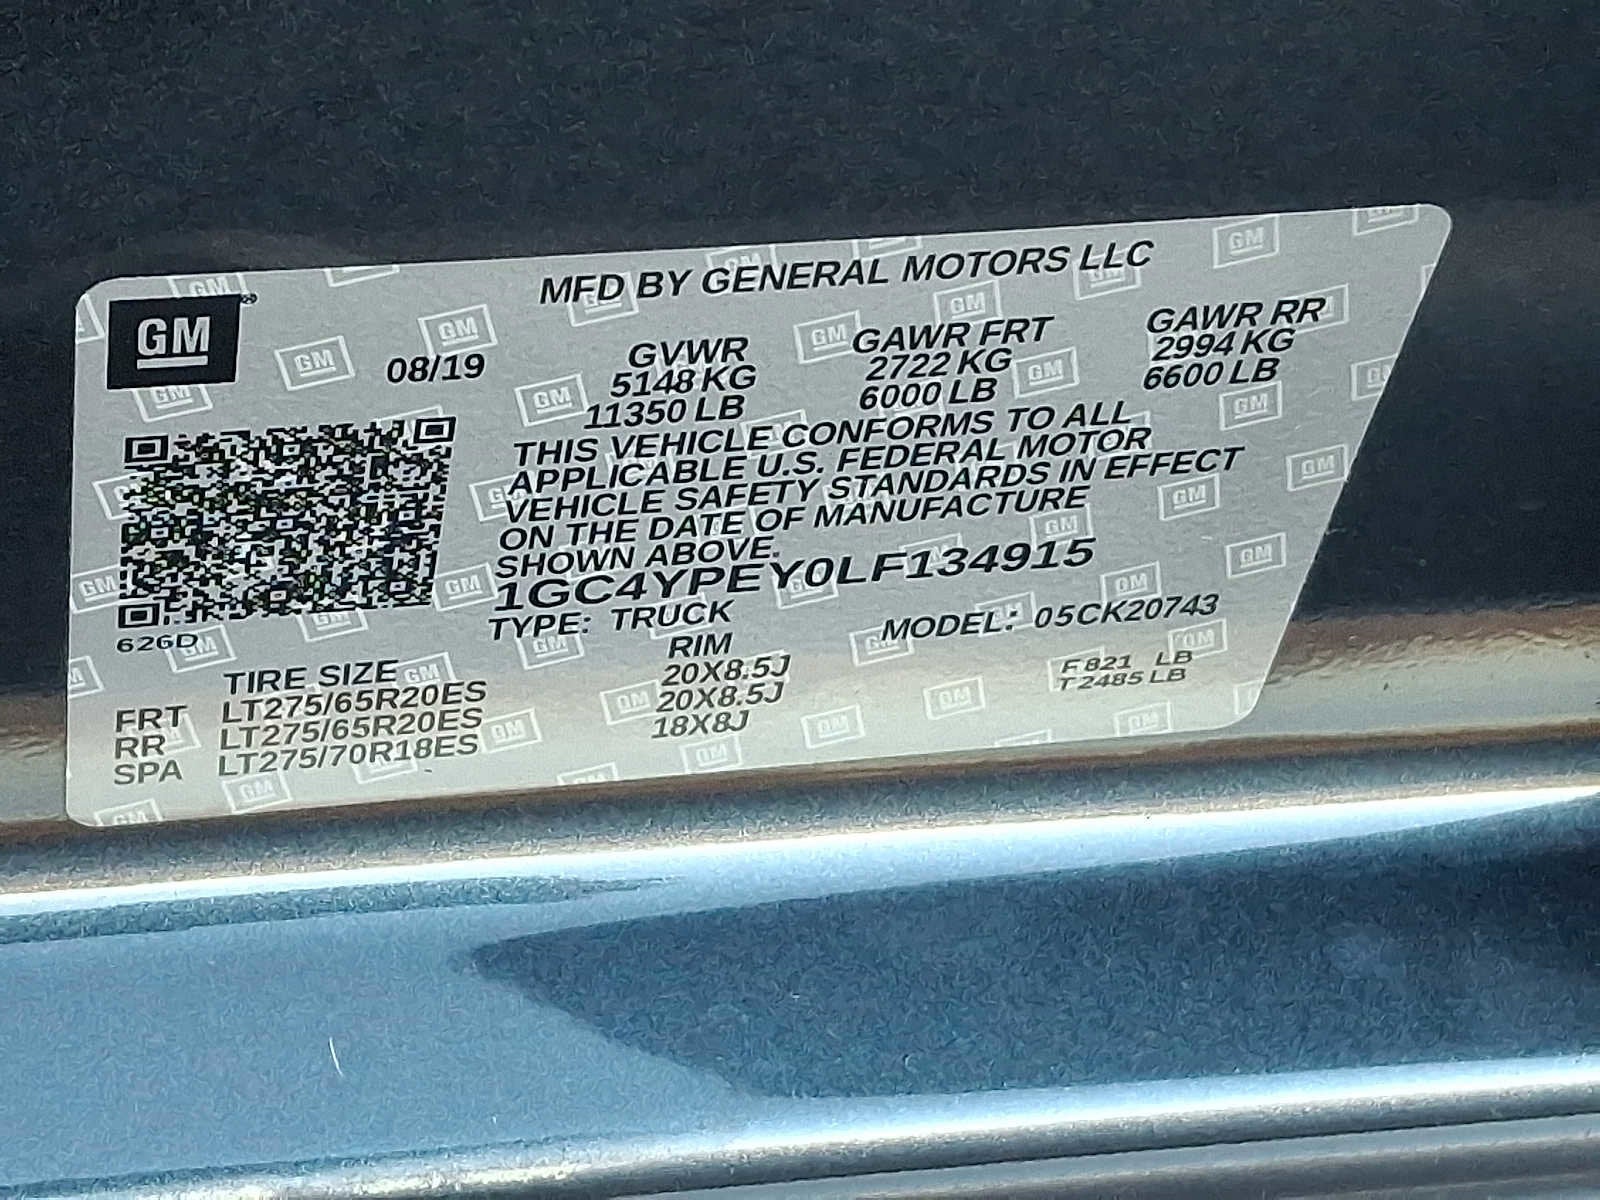 MFD BY GENERAL MOTORS LLC
GM
08/19
GVWR GAWR FRT GAWR RR
5148 KG 2722 KG 2994 KG
11350 LB 6000 LB 6600 LB
THIS VEHICLE CONFORMS TO ALL
APPLICABLE U.S. FEDERAL MOTOR
VEHICLE SAFETY STANDARDS IN EFFECT
ON THE DATE OF MANUFACTURE
SHOWN ABOVE.
1GC4YPEY0LF134915
TYPE: TRUCK MODEL: 05CK20743
626D
TIRE SIZE RIM
FRT LT275/65R20ES 20X8.5J
RR LT275/65R20ES 20X8.5J
SPA LT275/70R18ES 18X8J
F 821 LB
T 2485 LB